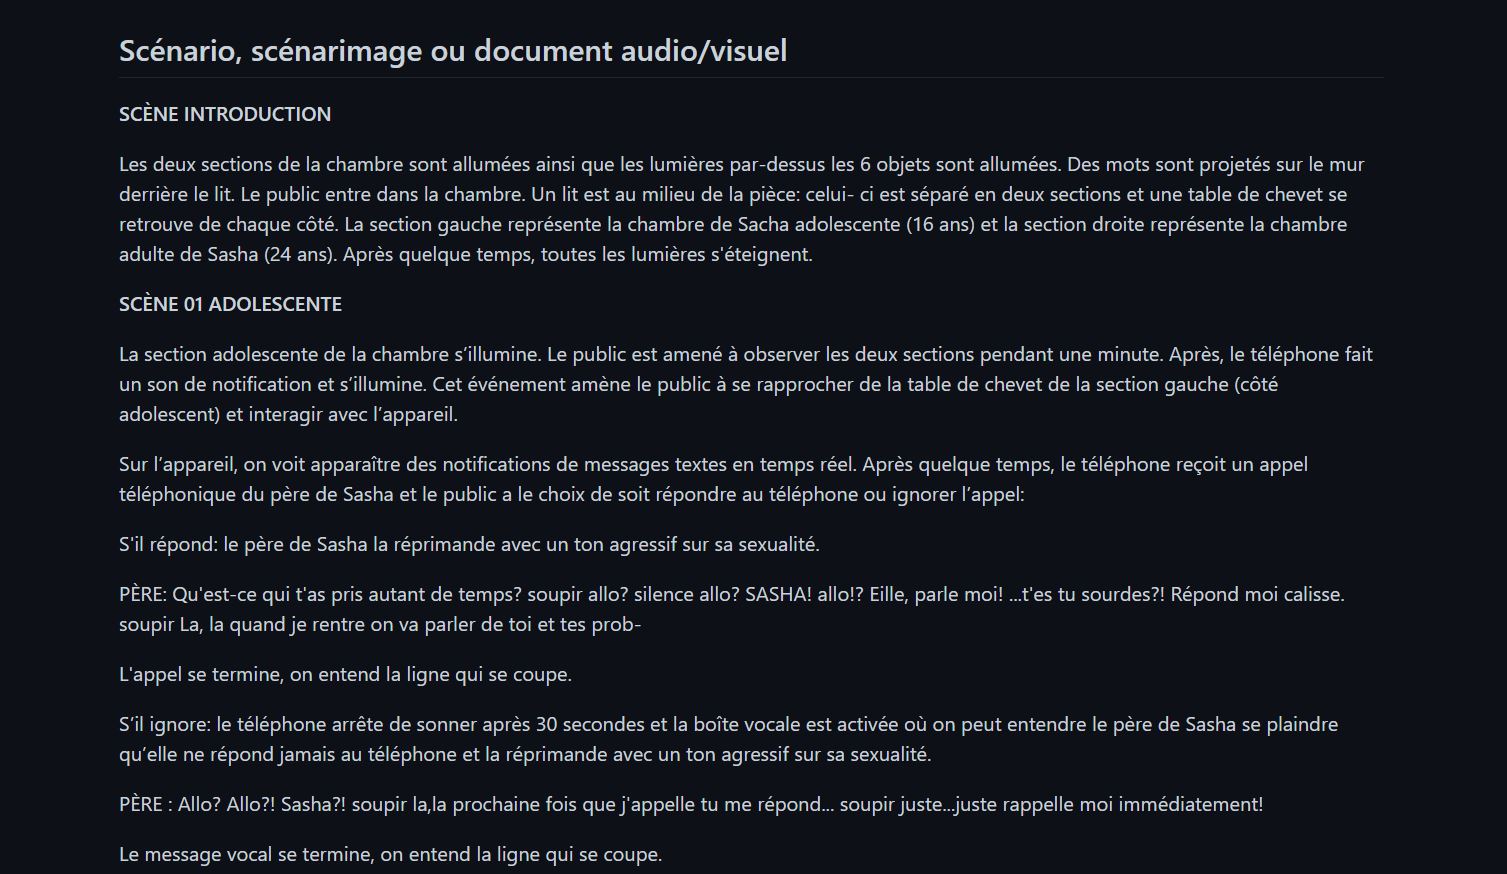 Scénario, scénarimage ou document audio/visuel
SCÈNE INTRODUCTION
Les deux sections de la chambre sont allumées ainsi que les lumières par-dessus les 6 objets sont allumées. Des mots sont projetés sur le mur
derrière le lit. Le public entre dans la chambre. Un lit est au milieu de la pièce: celui- ci est séparé en deux sections et une table de chevet se
retrouve de chaque côté. La section gauche représente la chambre de Sacha adolescente (16 ans) et la section droite représente la chambre
adulte de Sasha (24 ans). Après quelque temps, toutes les lumières s'éteignent.
SCÈNE 01 ADOLESCENTE
La section adolescente de la chambre s’illumine. Le public est amené à observer les deux sections pendant une minute. Après, le téléphone fait
un son de notification et s’illumine. Cet événement amène le public à se rapprocher de la table de chevet de la section gauche (côté
adolescent) et interagir avec l’appareil.
Sur l’appareil, on voit apparaître des notifications de messages textes en temps réel. Après quelque temps, le téléphone reçoit un appel
téléphonique du père de Sasha et le public a le choix de soit répondre au téléphone ou ignorer l’appel:
S'il répond: le père de Sasha la réprimande avec un ton agressif sur sa sexualité.
PÈRE: Qu'est-ce qui t'as pris autant de temps? soupir allo? silence allo? SASHA! allo!? Eille, parle moi! ...t'es tu sourdes?! Répond moi calisse.
soupir La, la quand je rentre on va parler de toi et tes prob-
L'appel se termine, on entend la ligne qui se coupe.
S’il ignore: le téléphone arrête de sonner après 30 secondes et la boîte vocale est activée où on peut entendre le père de Sasha se plaindre
qu’elle ne répond jamais au téléphone et la réprimande avec un ton agressif sur sa sexualité.
PÈRE : Allo? Allo?! Sasha?! soupir la,la prochaine fois que j'appelle tu me répond... soupir juste...juste rappelle moi immédiatement!
Le message vocal se termine, on entend la ligne qui se coupe.